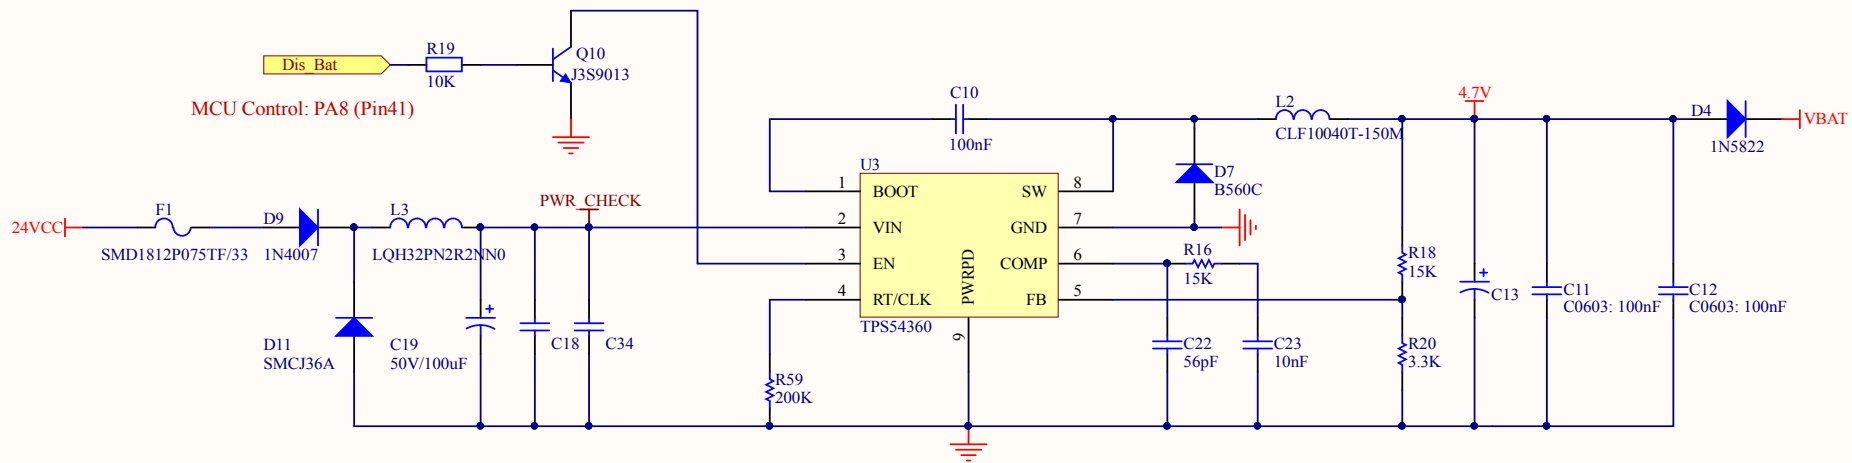 R19
Dis_Bat
10K
Q10
J3S9013
MCU Control: PA8 (Pin41)
C10
100nF
L2
CLF10040T-150M
4.7V
D4
1N5822
VBAT
U3
1 BOOT SW 8
2 VIN GND 7
3 EN COMP 6
4 RT/CLK FB 5
PWRPD
9
TPS54360
D7
B560C
24VCC
F1
SMD1812P075TF/33
D9
1N4007
L3
LQH32PN2R2NN0
PWR_CHECK
R16
15K
R18
15K
C13
C11
C0603: 100nF
C12
C0603: 100nF
D11
SMCJ36A
C19
50V/100uF
C18
C34
R59
200K
C22
56pF
C23
10nF
R20
3.3K